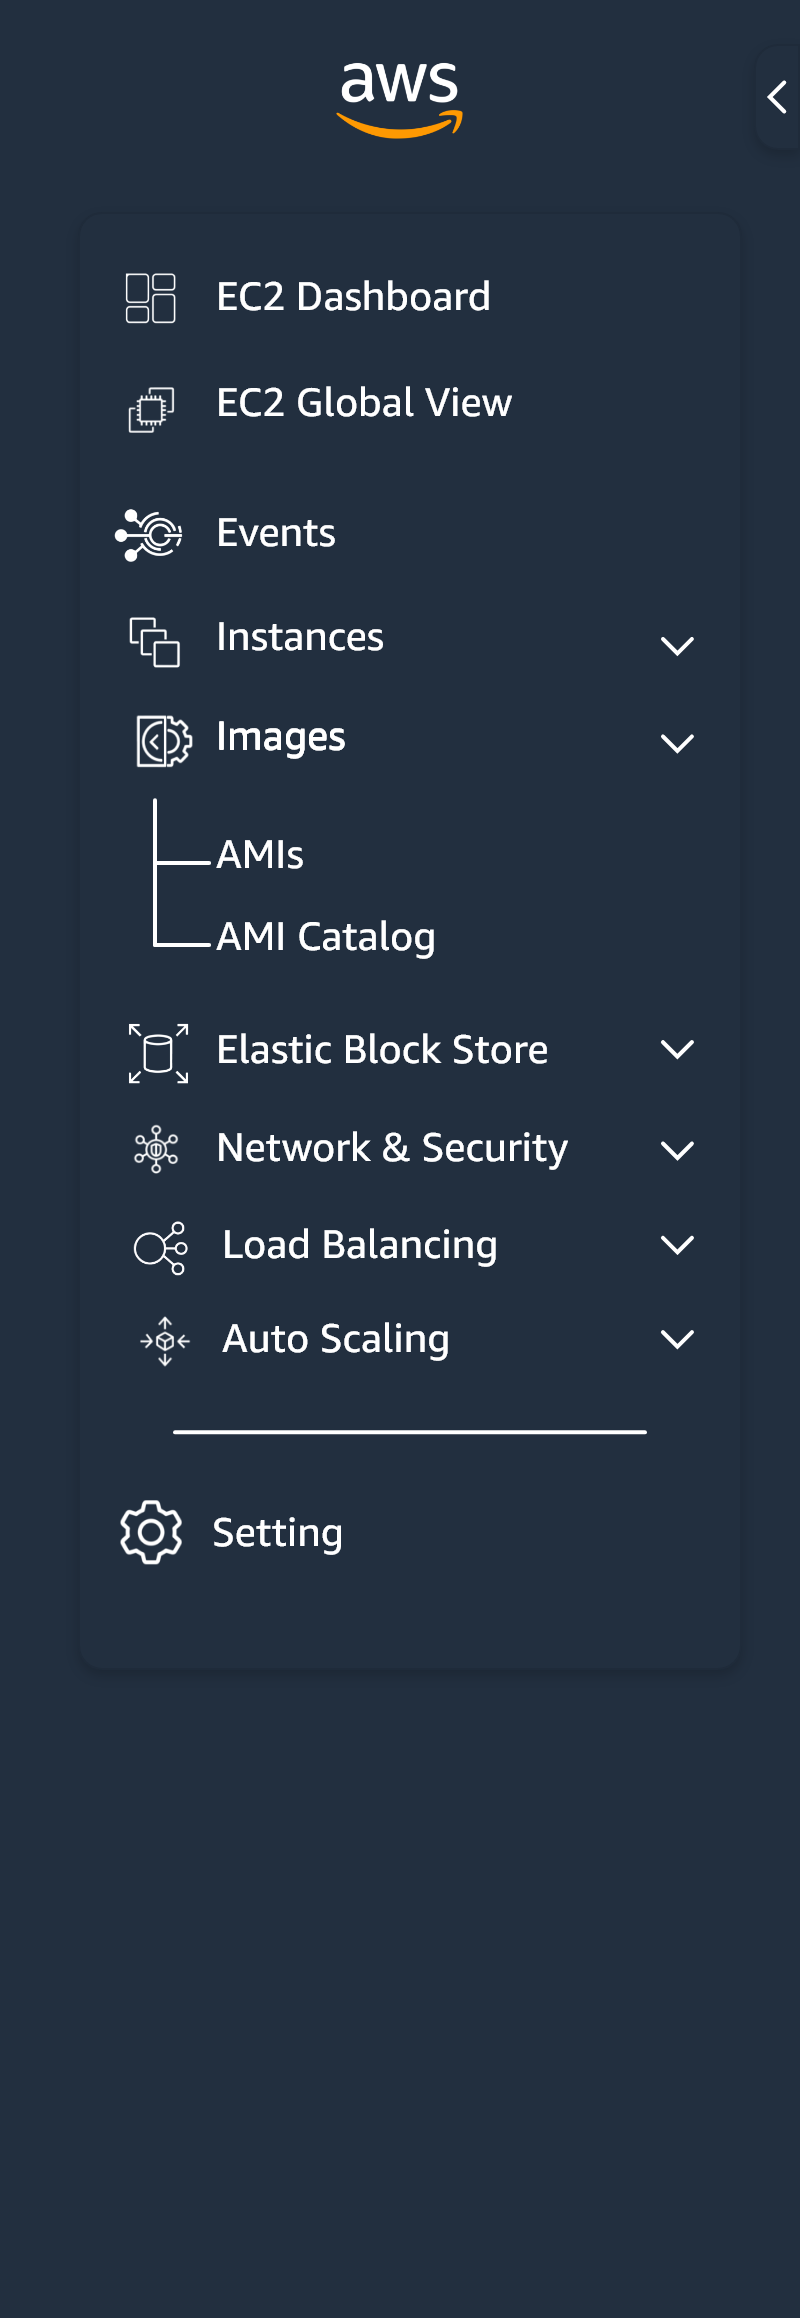 aws
EC2 Dashboard
EC2 Global View
Events
Instances
Images
AMIs
AMI Catalog
Elastic Block Store
Network & Security
Load Balancing
Auto Scaling
Setting